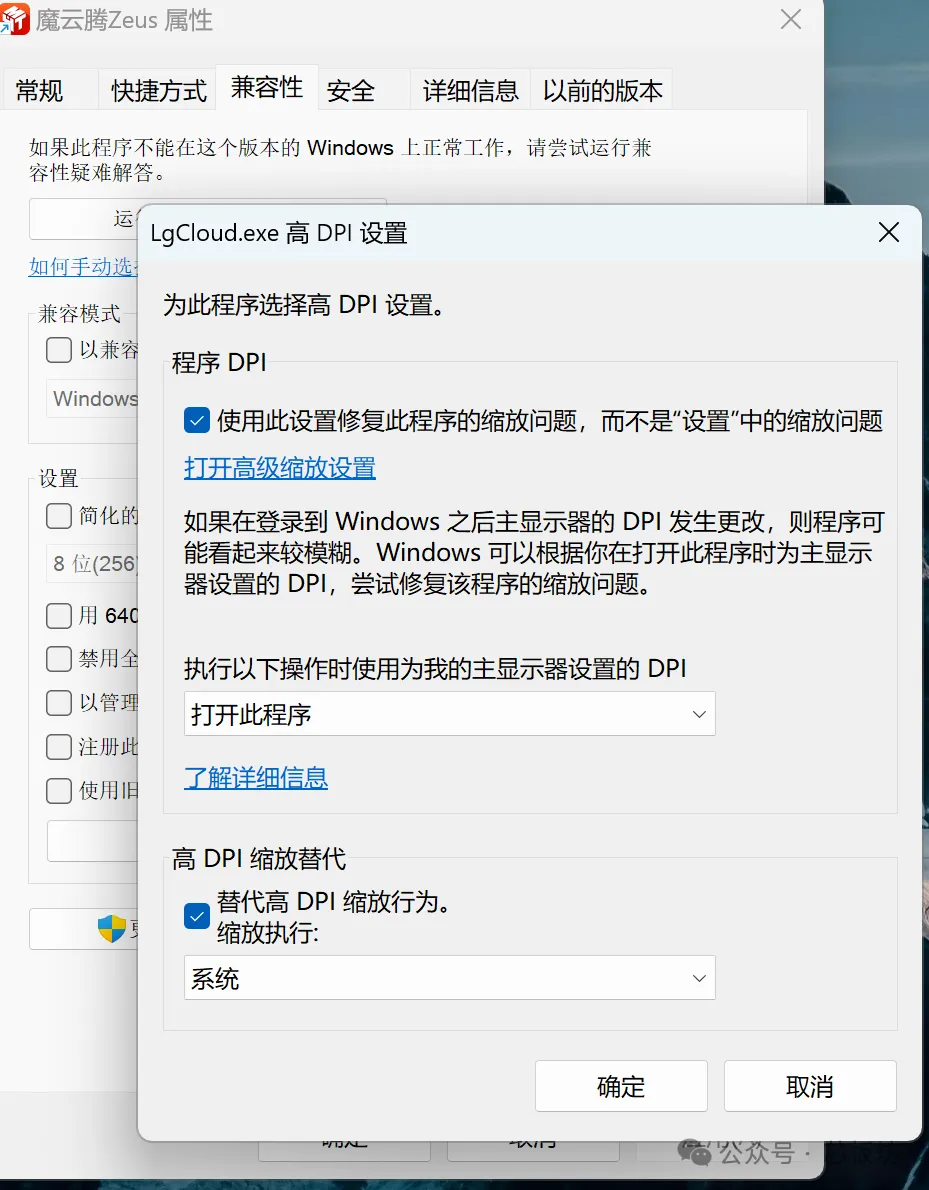 魔云腾Zeus 属性
常规 快捷方式 兼容性 安全 详细信息 以前的版本
如果此程序不能在这个版本的 Windows 上正常工作，请尝试运行兼
容性疑难解答。
运
LgCloud.exe 高 DPI 设置
如何手动选
为此程序选择高 DPI 设置。
兼容模式
以兼容
Windows
程序 DPI
使用此设置修复此程序的缩放问题，而不是“设置”中的缩放问题
打开高级缩放设置
设置
简化的
8 位(256)
用 640
禁用全
以管理
注册此
使用旧
如果在登录到 Windows 之后主显示器的 DPI 发生更改，则程序可
能看起来较模糊。Windows 可以根据你在打开此程序时为主显示
器设置的 DPI，尝试修复该程序的缩放问题。
执行以下操作时使用为我的主显示器设置的 DPI
打开此程序
了解详细信息
高 DPI 缩放替代
替代高 DPI 缩放行为。
缩放执行:
系统
确定 取消
确定 取消
公众号 ·